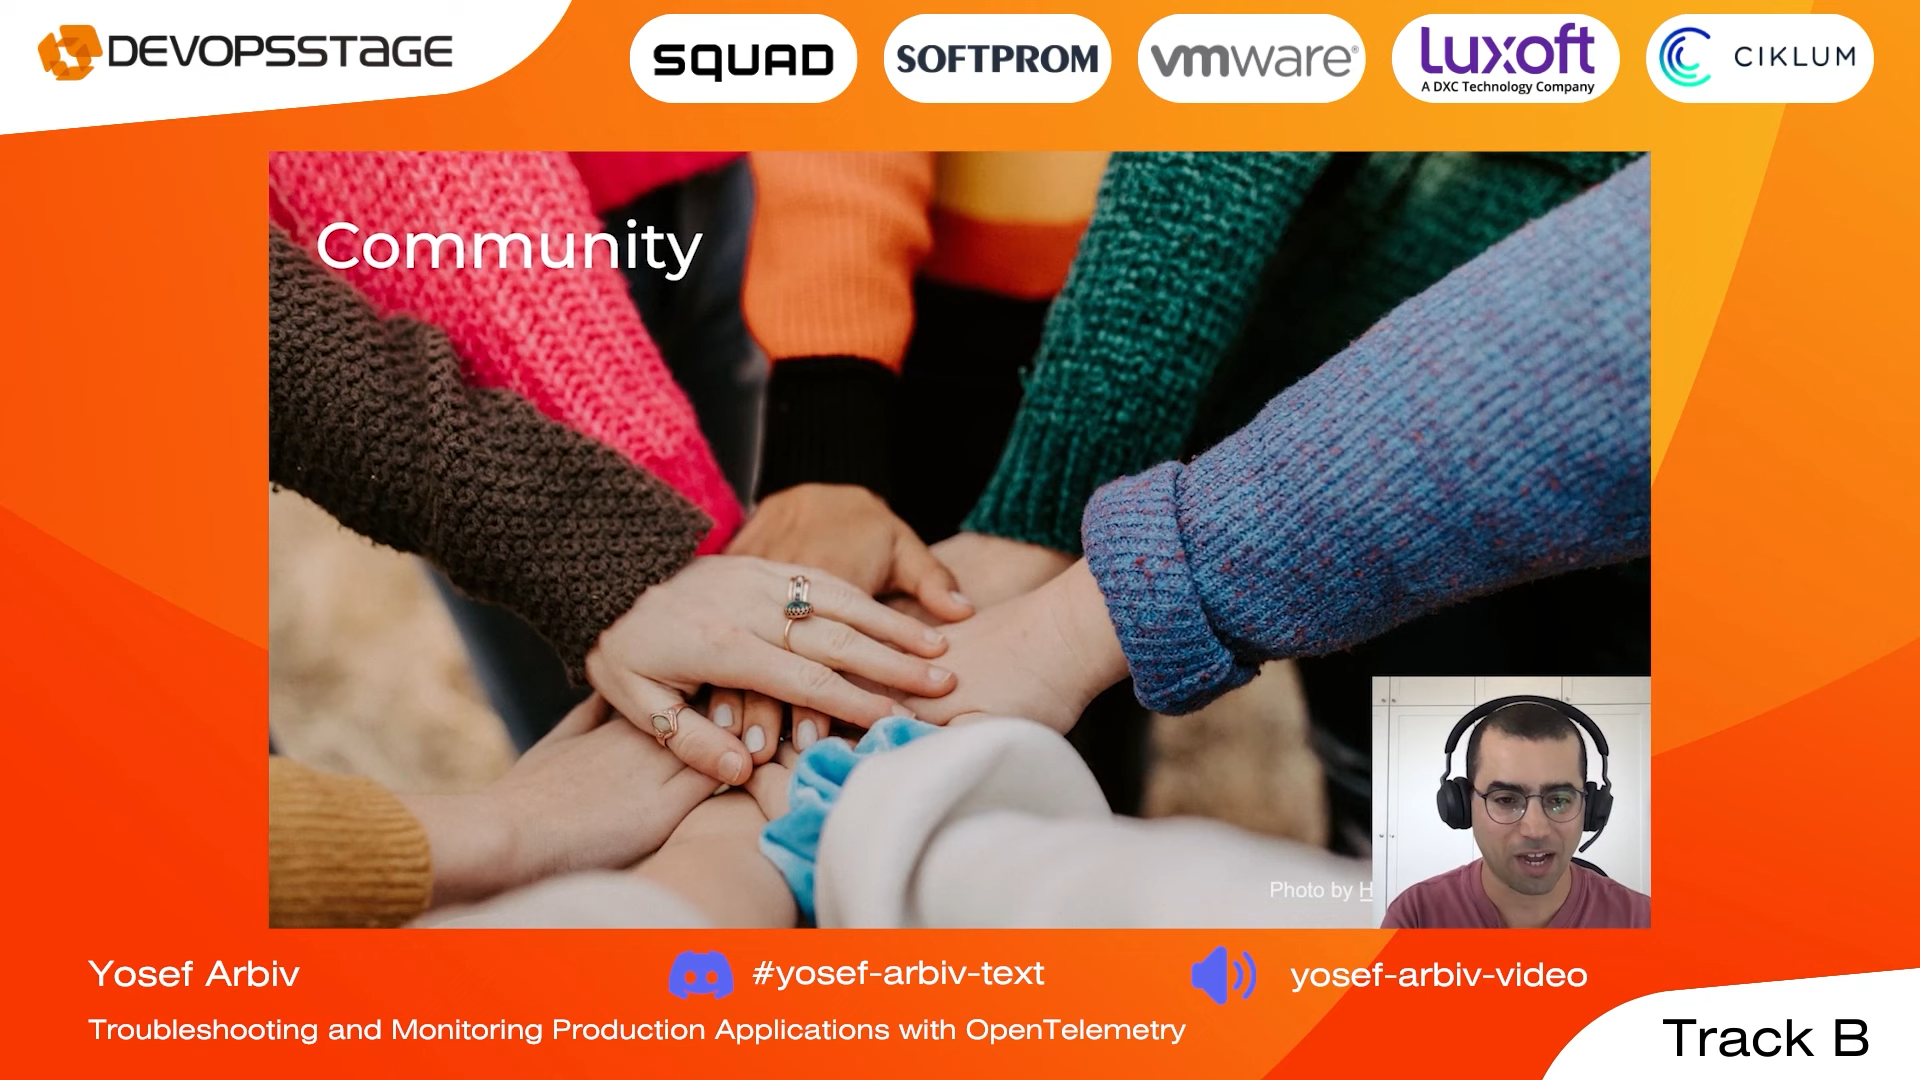 DEVOPSSTAGE
SQUAD
SOFTPROM
vmware®
Luxoft
A DXC Technology Company
CIKLUM
Community
Photo by H
Yosef Arbiv
#yosef-arbiv-text
yosef-arbiv-video
Troubleshooting and Monitoring Production Applications with OpenTelemetry
Track B